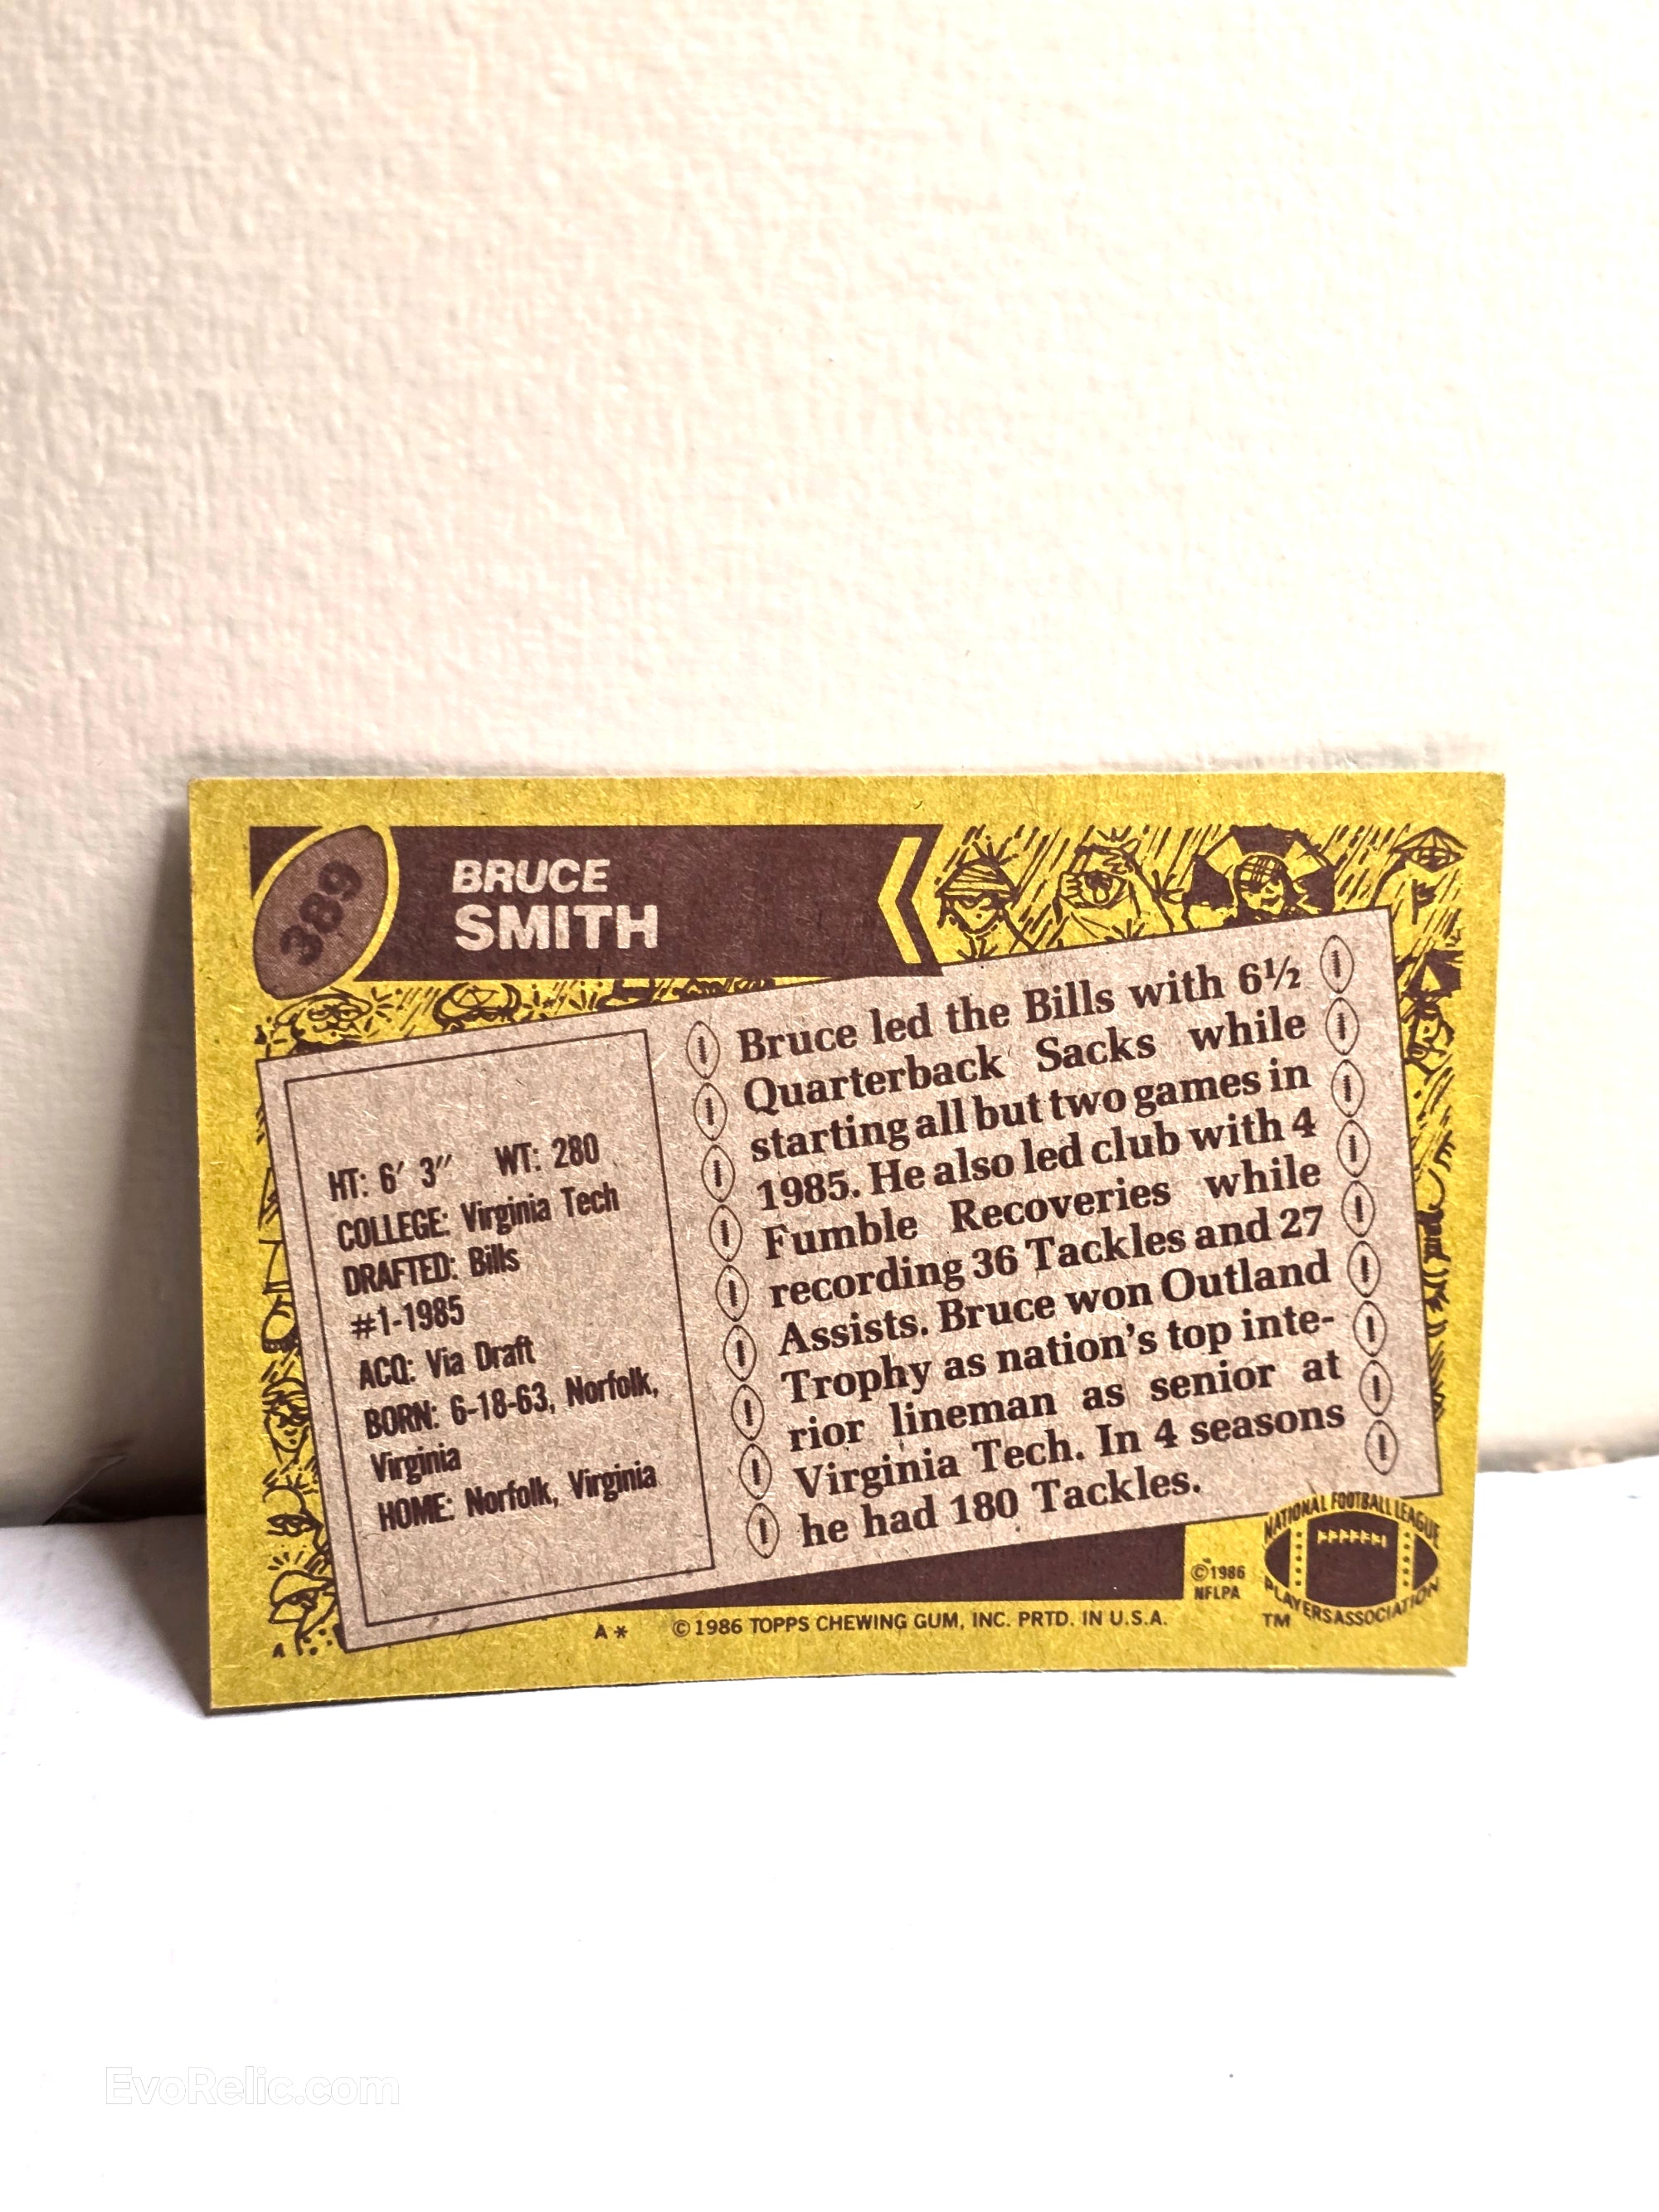 389
BRUCE
SMITH
HT: 6' 3" WT: 280
COLLEGE: Virginia Tech
DRAFTED: Bills
#1-1985
ACQ: Via Draft
BORN: 6-18-63, Norfolk,
Virginia
HOME: Norfolk, Virginia
Bruce led the Bills with 6½
Quarterback Sacks while
starting all but two games in
1985. He also led club with 4
Fumble Recoveries while
recording 36 Tackles and 27
Assists. Bruce won Outland
Trophy as nation's top inte-
rior lineman as senior at
Virginia Tech. In 4 seasons
he had 180 Tackles.
A
A * © 1986 TOPPS CHEWING GUM, INC. PRTD. IN U.S.A.
© 1986
NFLPA
NATIONAL FOOTBALL LEAGUE
PLAYERS ASSOCIATION
TM
EvoRelic.com